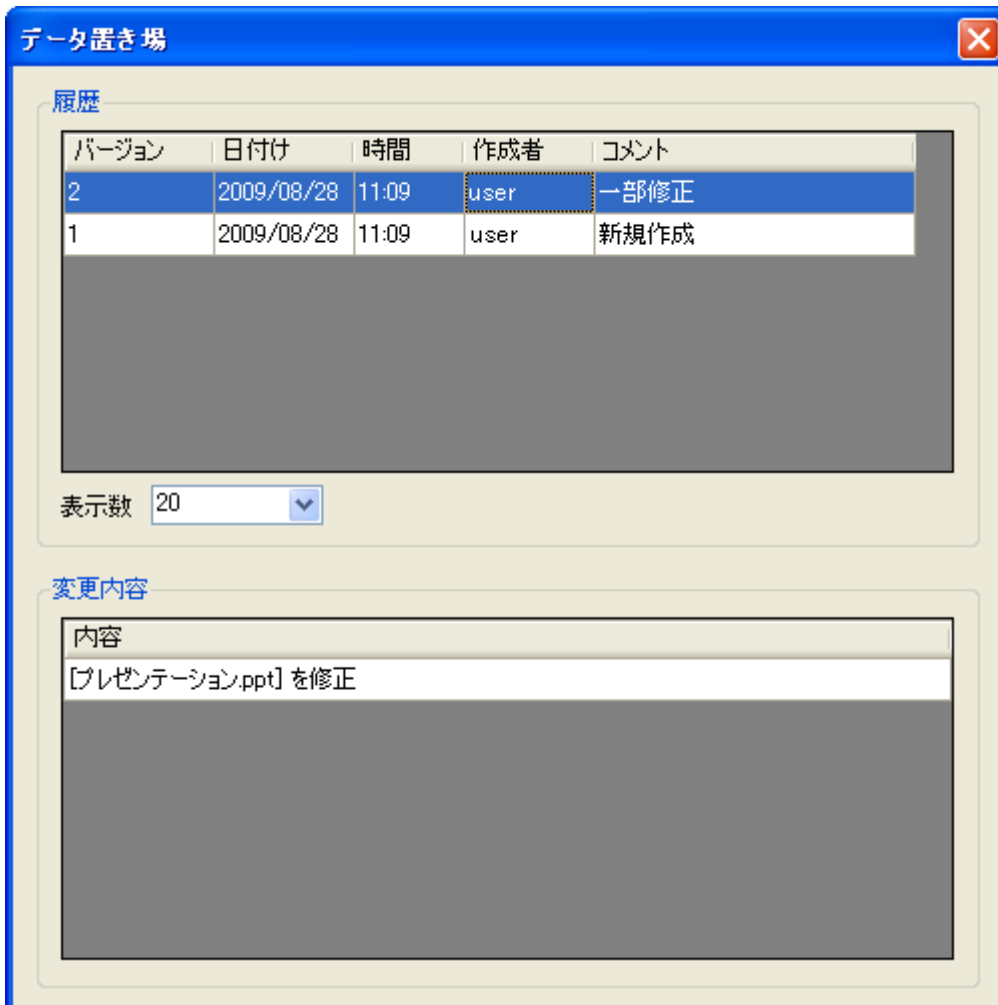 データ置き場
履歴
バージョン 日付け 時間 作成者 コメント
2 2009/08/28 11:09 user 一部修正
1 2009/08/28 11:09 user 新規作成
表示数 20
変更内容
内容
[プレゼンテーション.ppt] を修正